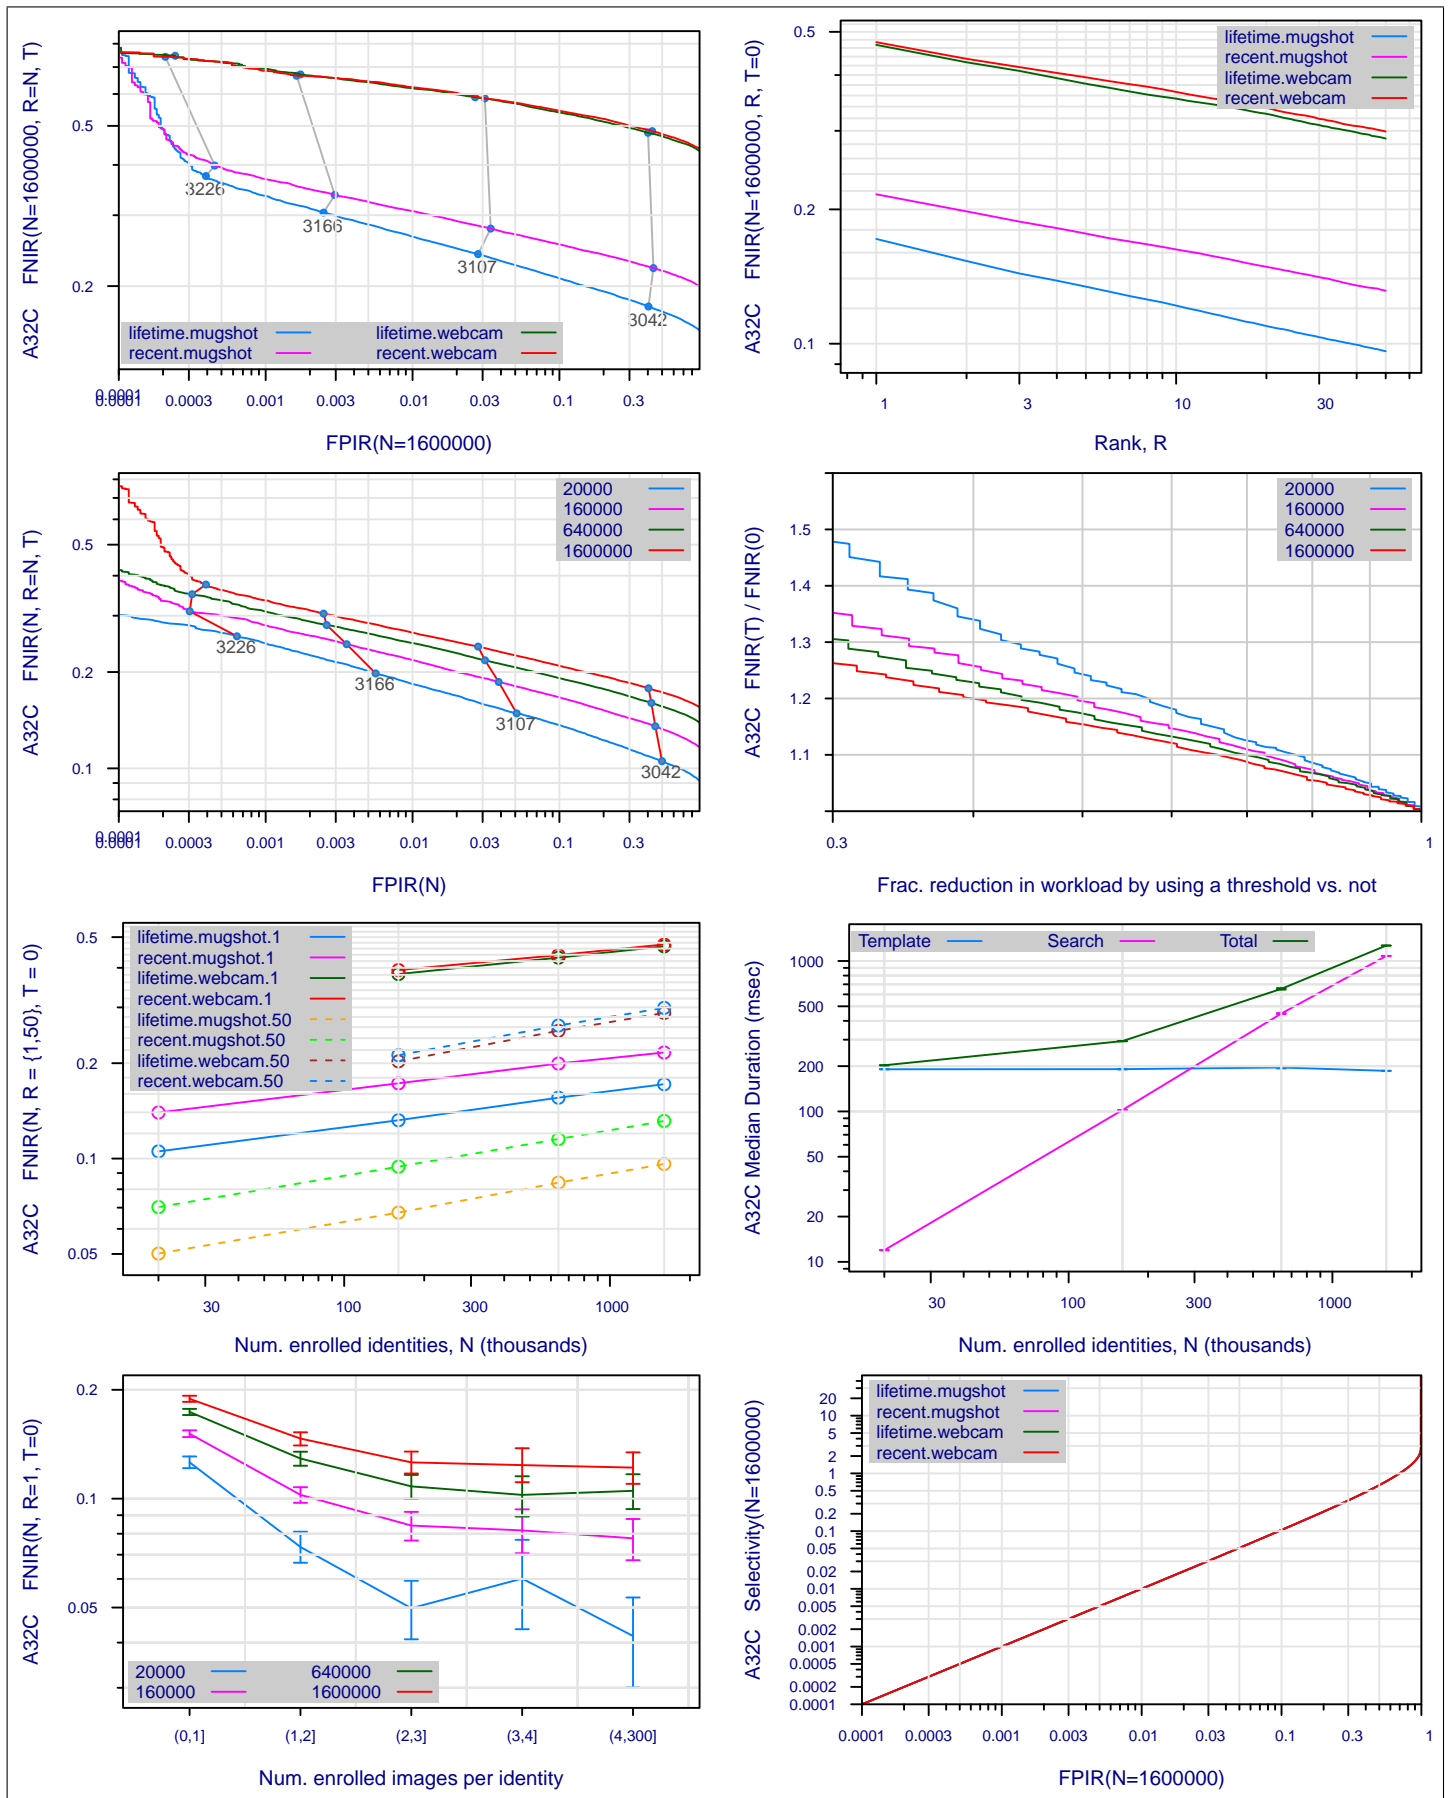 A32C FNIR(N=1600000, R=N, T)
0.5
0.2
3226
3166
3107
3042
lifetime.mugshot
recent.mugshot
lifetime.webcam
recent.webcam
0.0001
0.0001 0.0003 0.001 0.003 0.01 0.03 0.1 0.3
FPIR(N=1600000)
A32C FNIR(N=1600000, R, T=0)
0.5
0.2
0.1
lifetime.mugshot
recent.mugshot
lifetime.webcam
recent.webcam
1 3 10 30
Rank, R
A32C FNIR(N, R=N, T)
0.5
0.2
0.1
20000
160000
640000
1600000
3226
3166
3107
3042
0.0001
0.0001 0.0003 0.001 0.003 0.01 0.03 0.1 0.3
FPIR(N)
A32C FNIR(T) / FNIR(0)
1.5
1.4
1.3
1.2
1.1
20000
160000
640000
1600000
0.3 1
Frac. reduction in workload by using a threshold vs. not
A32C FNIR(N, R = {1,50}, T = 0)
0.5
0.2
0.1
0.05
lifetime.mugshot.1
recent.mugshot.1
lifetime.webcam.1
recent.webcam.1
lifetime.mugshot.50
recent.mugshot.50
lifetime.webcam.50
recent.webcam.50
30 100 300 1000
Num. enrolled identities, N (thousands)
A32C Median Duration (msec)
1000
500
200
100
50
20
10
Template Search Total
30 100 300 1000
Num. enrolled identities, N (thousands)
A32C FNIR(N, R=1, T=0)
0.2
0.1
0.05
20000
160000
640000
1600000
(0,1] (1,2] (2,3] (3,4] (4,300]
Num. enrolled images per identity
A32C Selectivity(N=1600000)
20
10
5
2
1
0.5
0.2
0.1
0.05
0.02
0.01
0.005
0.002
0.001
0.0005
0.0002
0.0001
lifetime.mugshot
recent.mugshot
lifetime.webcam
recent.webcam
0.0001 0.0003 0.001 0.003 0.01 0.03 0.1 0.3 1
FPIR(N=1600000)